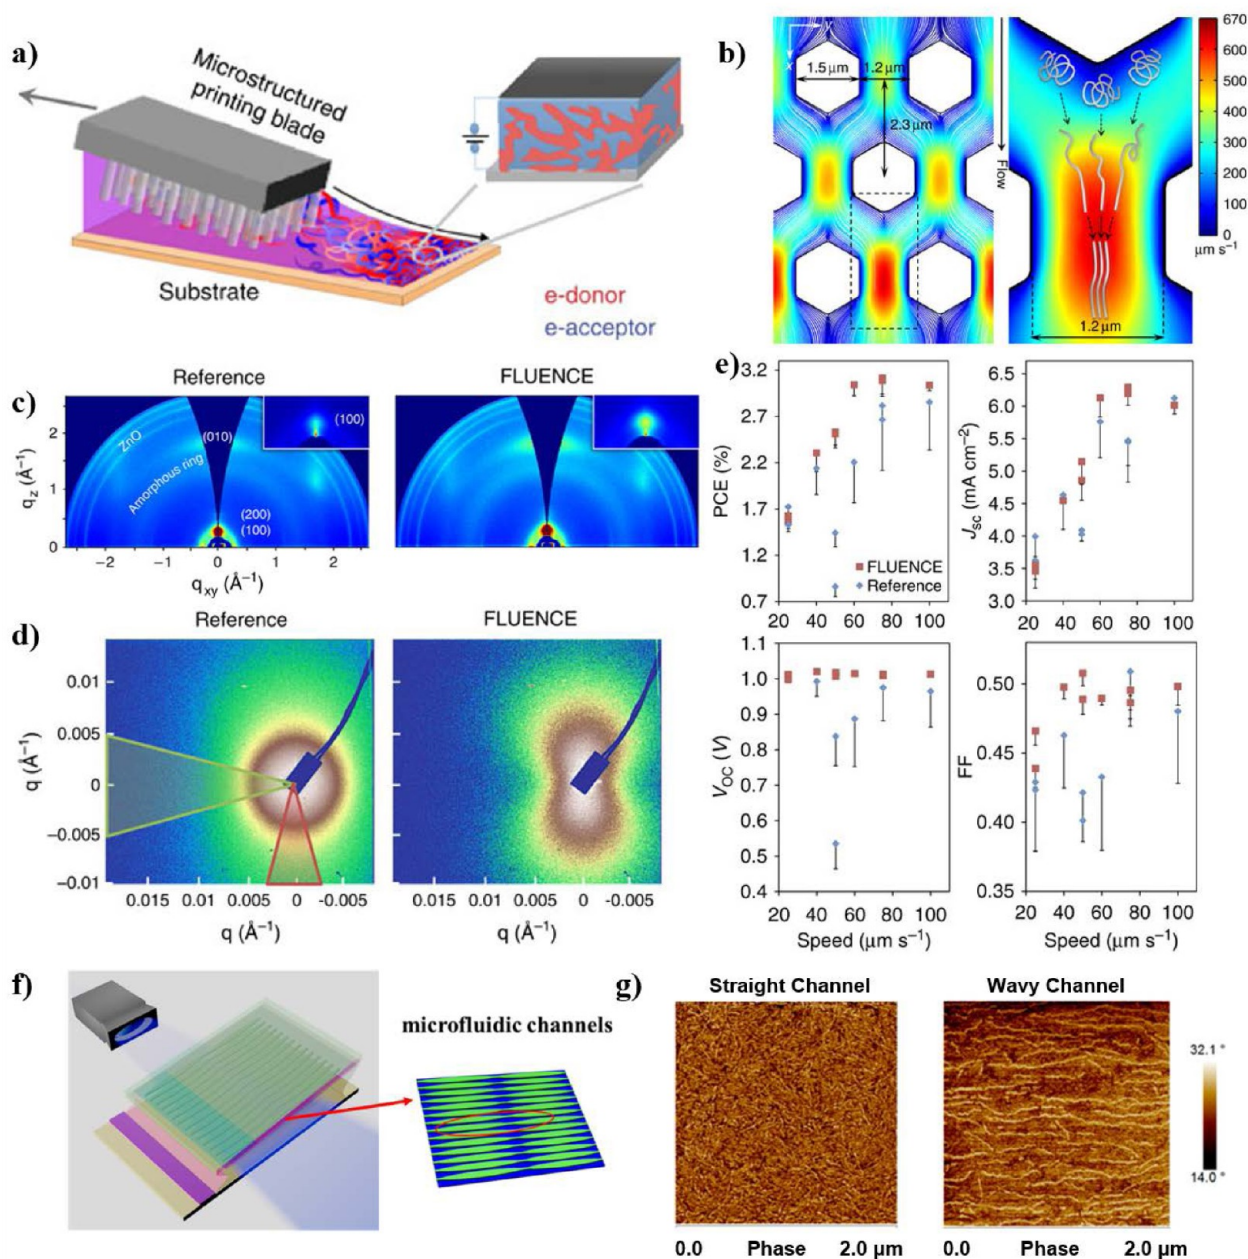 a)
Microstructured
printing blade
Substrate
e-donor
e-acceptor
b)
y
x
1.5 μm
1.2 μm
2.3 μm
Flow
1.2 μm
670
600
500
400
300
200
100
0
μm s⁻¹
c)
Reference
FLUENCE
ZnO
Amorphous ring
(010)
(100)
(200)
(100)
(100)
2
1
0
q_z (Å⁻¹)
−2 −1 0 1 2
q_xy (Å⁻¹)
d)
Reference
FLUENCE
0.01
0.005
0
−0.005
−0.01
q (Å⁻¹)
0.015 0.01 0.005 0 -0.005
q (Å⁻¹)
0.015 0.01 0.005 0 -0.005
q (Å⁻¹)
e)
3.2
2.7
2.2
1.7
1.2
0.7
PCE (%)
FLUENCE
Reference
6.5
6.0
5.5
5.0
4.5
4.0
3.5
3.0
J_sc (mA cm⁻²)
20 40 60 80 100
1.1
1.0
0.9
0.8
0.7
0.6
0.5
0.4
V_OC (V)
20 40 60 80 100
Speed (μm s⁻¹)
0.50
0.45
0.40
0.35
FF
20 40 60 80 100
Speed (μm s⁻¹)
f)
microfluidic channels
g)
Straight Channel
Wavy Channel
0.0 Phase 2.0 μm
0.0 Phase 2.0 μm
32.1 °
14.0 °